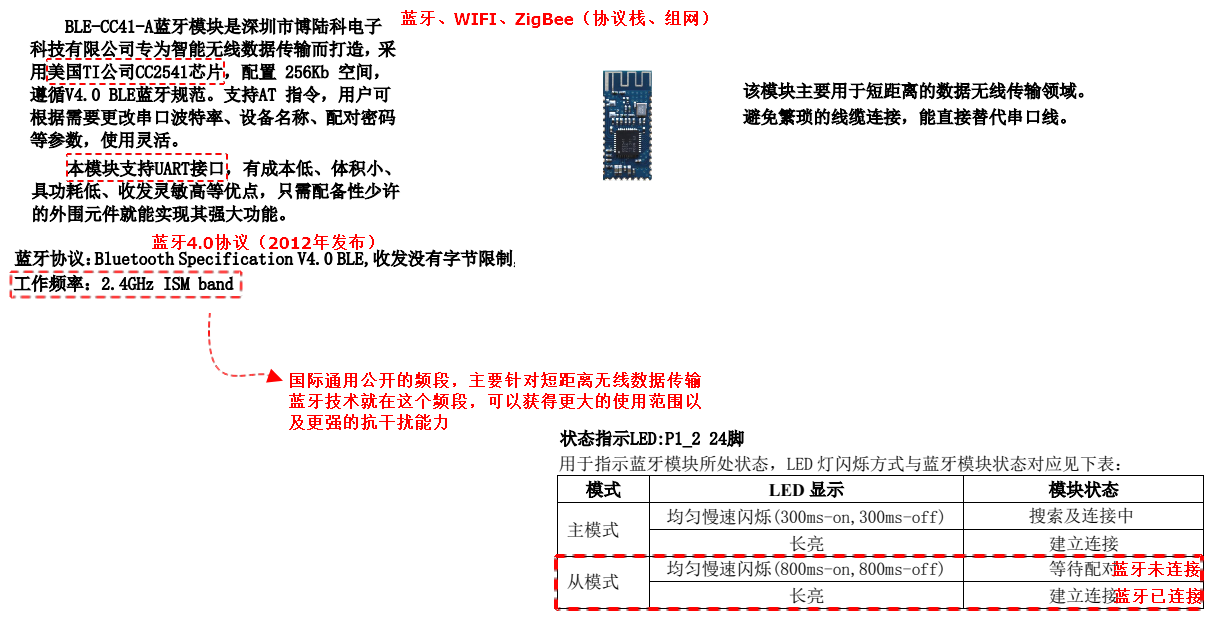 蓝牙、WIFI、ZigBee（协议栈、组网）
BLE-CC41-A蓝牙模块是深圳市博陆科电子
科技有限公司专为智能无线数据传输而打造，采
用美国TI公司CC2541芯片，配置 256Kb 空间，
遵循V4.0 BLE蓝牙规范。支持AT 指令，用户可
根据需要更改串口波特率、设备名称、配对密码
等参数，使用灵活。
本模块支持UART接口，有成本低、体积小、
具功耗低、收发灵敏高等优点，只需配备性少许
的外围元件就能实现其强大功能。
该模块主要用于短距离的数据无线传输领域。
避免繁琐的线缆连接，能直接替代串口线。
蓝牙4.0协议（2012年发布）
蓝牙协议:Bluetooth Specification V4.0 BLE,收发没有字节限制;
工作频率: 2.4GHz ISM band
国际通用公开的频段，主要针对短距离无线数据传输
蓝牙技术就在这个频段，可以获得更大的使用范围以
及更强的抗干扰能力
状态指示LED:P1_2 24脚
用于指示蓝牙模块所处状态，LED 灯闪烁方式与蓝牙模块状态对应见下表:
模式 LED 显示 模块状态
主模式 均匀慢速闪烁(300ms-on,300ms-off) 搜索及连接中
长亮 建立连接
从模式 均匀慢速闪烁(800ms-on,800ms-off) 等待配对 蓝牙未连接
长亮 建立连接 蓝牙已连接